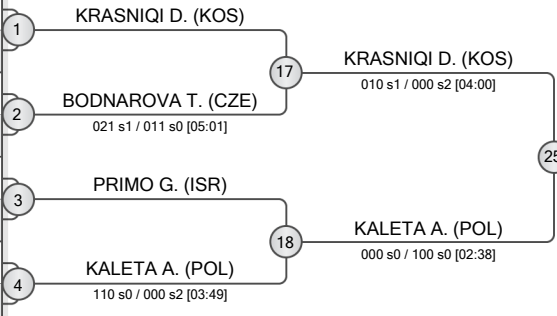 1
KRASNIQI D. (KOS)
17
KRASNIQI D. (KOS)
010 s1 / 000 s2 [04:00]
2
BODNAROVA T. (CZE)
021 s1 / 011 s0 [05:01]
25
3
PRIMO G. (ISR)
18
KALETA A. (POL)
000 s0 / 100 s0 [02:38]
4
KALETA A. (POL)
110 s0 / 000 s2 [03:49]